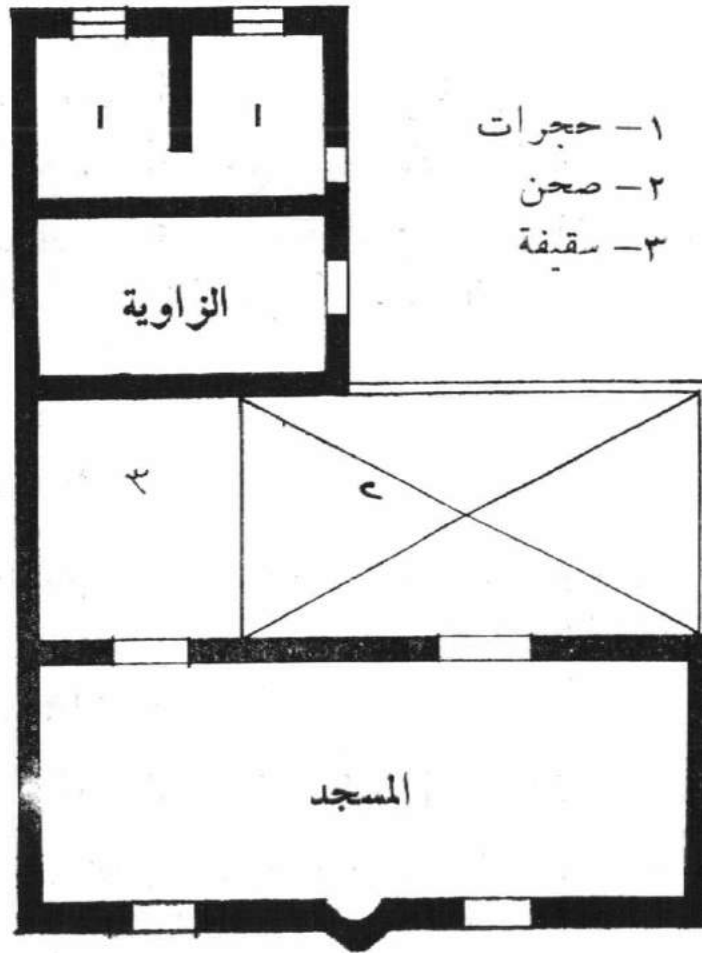 ١ ١
١- حجرات
٢- صحن
٣- سقيفة
الزاوية
٣ ٢
المسجد